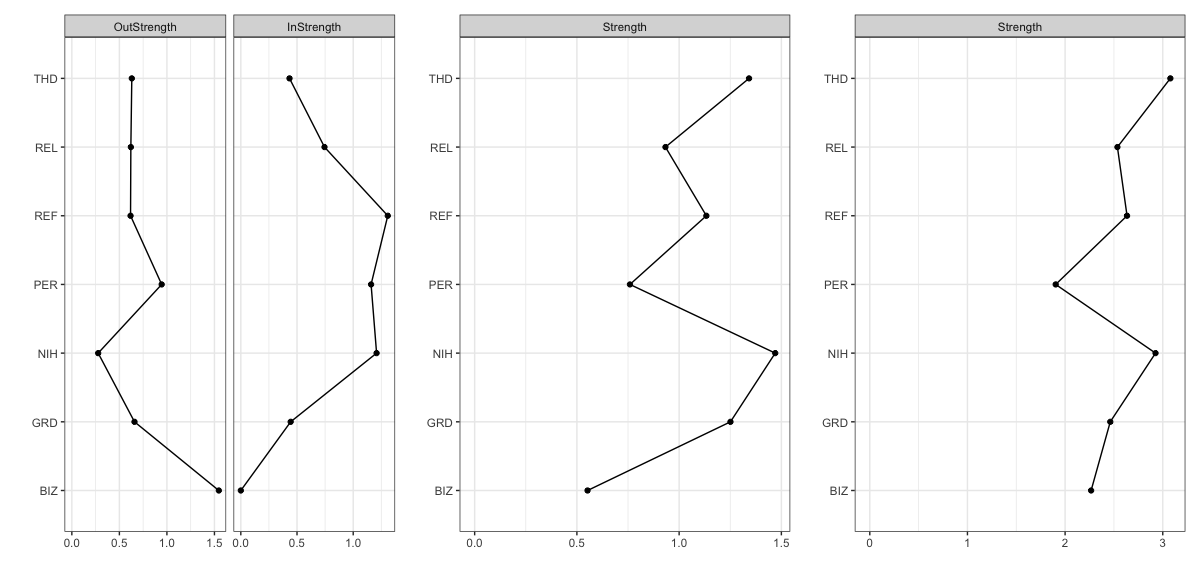 OutStrength InStrength
THD
REL
REF
PER
NIH
GRD
BIZ
0.0 0.5 1.0 1.5 0.0 0.5 1.0
Strength
THD
REL
REF
PER
NIH
GRD
BIZ
0.0 0.5 1.0 1.5
Strength
THD
REL
REF
PER
NIH
GRD
BIZ
0 1 2 3